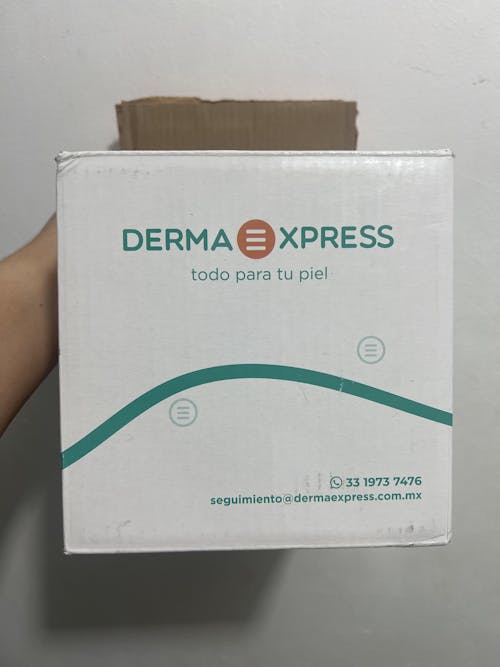 DERMA EXPRESS
todo para tu piel
33 1973 7476
seguimiento@dermaexpress.com.mx